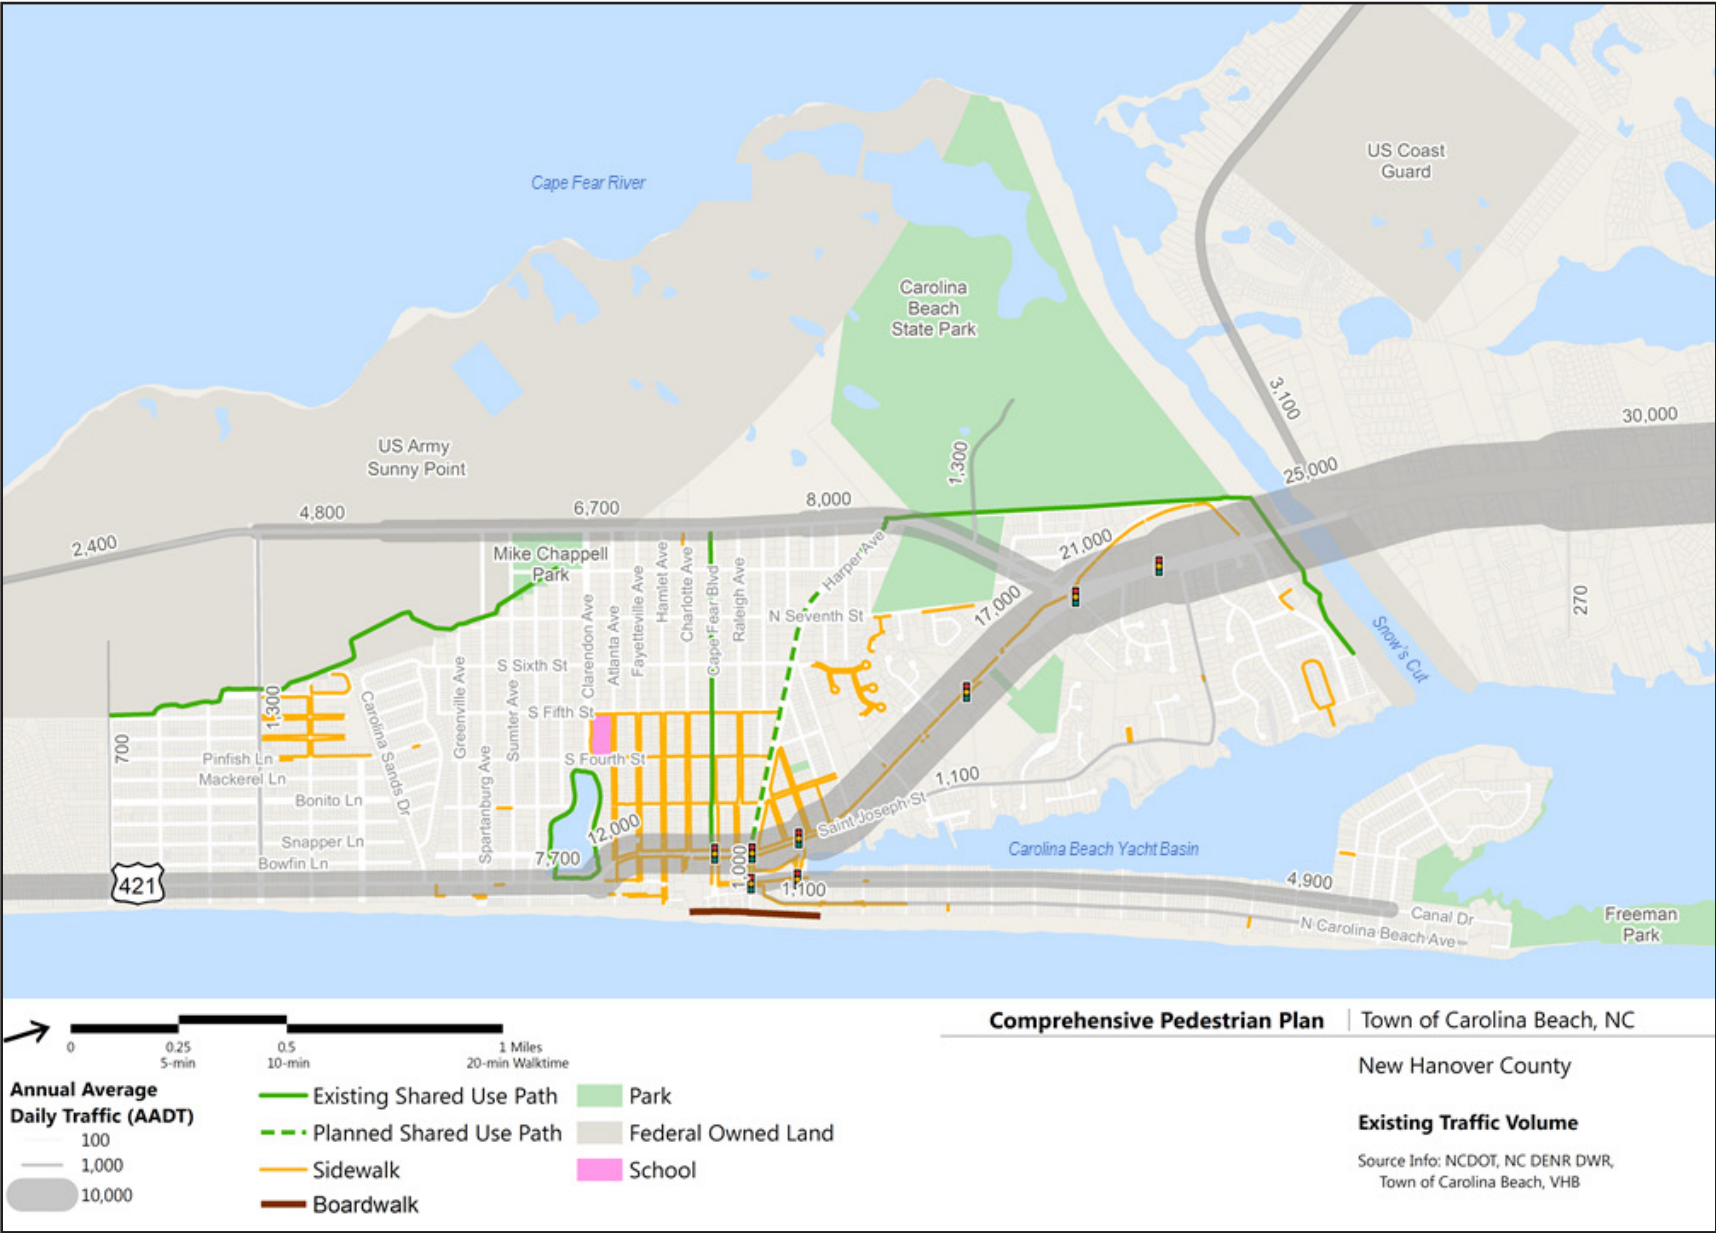 US Coast
Guard
Cape Fear River
Carolina
Beach
State Park
3,100
30,000
US Army
Sunny Point
1,300
25,000
4,800
6,700
8,000
2,400
Mike Chappell
Park
Harper Ave
21,000
17,000
270
N Seventh St
Clarendon Ave
Atlanta Ave
Fayetteville Ave
Hamlet Ave
Charlotte Ave
Cape Fear Blvd
Raleigh Ave
Snow's Cut
S Sixth St
Greenville Ave
Sumter Ave
Spartanburg Ave
Carolina Sands Dr
1,300
S Fifth St
700
Pinfish Ln
Mackerel Ln
S Fourth St
Bonito Ln
1,100
Saint Joseph St
12,000
Snapper Ln
Bowfin Ln
7,700
1,000
Carolina Beach Yacht Basin
421
1,100
4,900
Canal Dr
N Carolina Beach Ave
Freeman
Park
0
0.25
5-min
0.5
10-min
1 Miles
20-min Walktime
Comprehensive Pedestrian Plan
Town of Carolina Beach, NC
New Hanover County
Existing Traffic Volume
Source Info: NCDOT, NC DENR DWR,
Town of Carolina Beach, VHB
Annual Average
Daily Traffic (AADT)
100
1,000
10,000
Existing Shared Use Path
Planned Shared Use Path
Sidewalk
Boardwalk
Park
Federal Owned Land
School